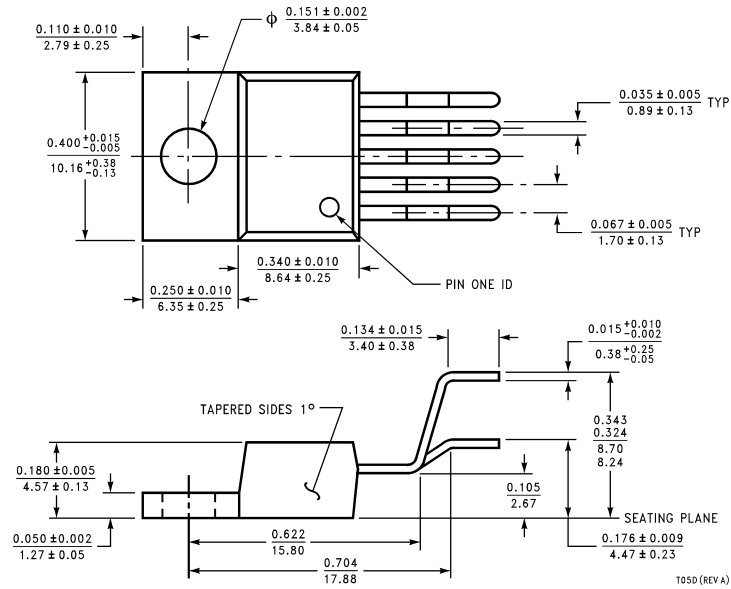 0.110 ± 0.010
2.79 ± 0.25
ϕ 0.151 ± 0.002
3.84 ± 0.05
0.035 ± 0.005
0.89 ± 0.13 TYP
0.400 +0.015 -0.005
10.16 +0.38 -0.13
0.067 ± 0.005
1.70 ± 0.13 TYP
0.340 ± 0.010
8.64 ± 0.25
PIN ONE ID
0.250 ± 0.010
6.35 ± 0.25
0.134 ± 0.015
3.40 ± 0.38
0.015 +0.010 -0.002
0.38 +0.25 -0.05
TAPERED SIDES 1°
0.343
0.324
8.70
8.24
0.180 ± 0.005
4.57 ± 0.13
0.105
2.67
SEATING PLANE
0.050 ± 0.002
1.27 ± 0.05
0.622
15.80
0.176 ± 0.009
4.47 ± 0.23
0.704
17.88
T05D (REV A)